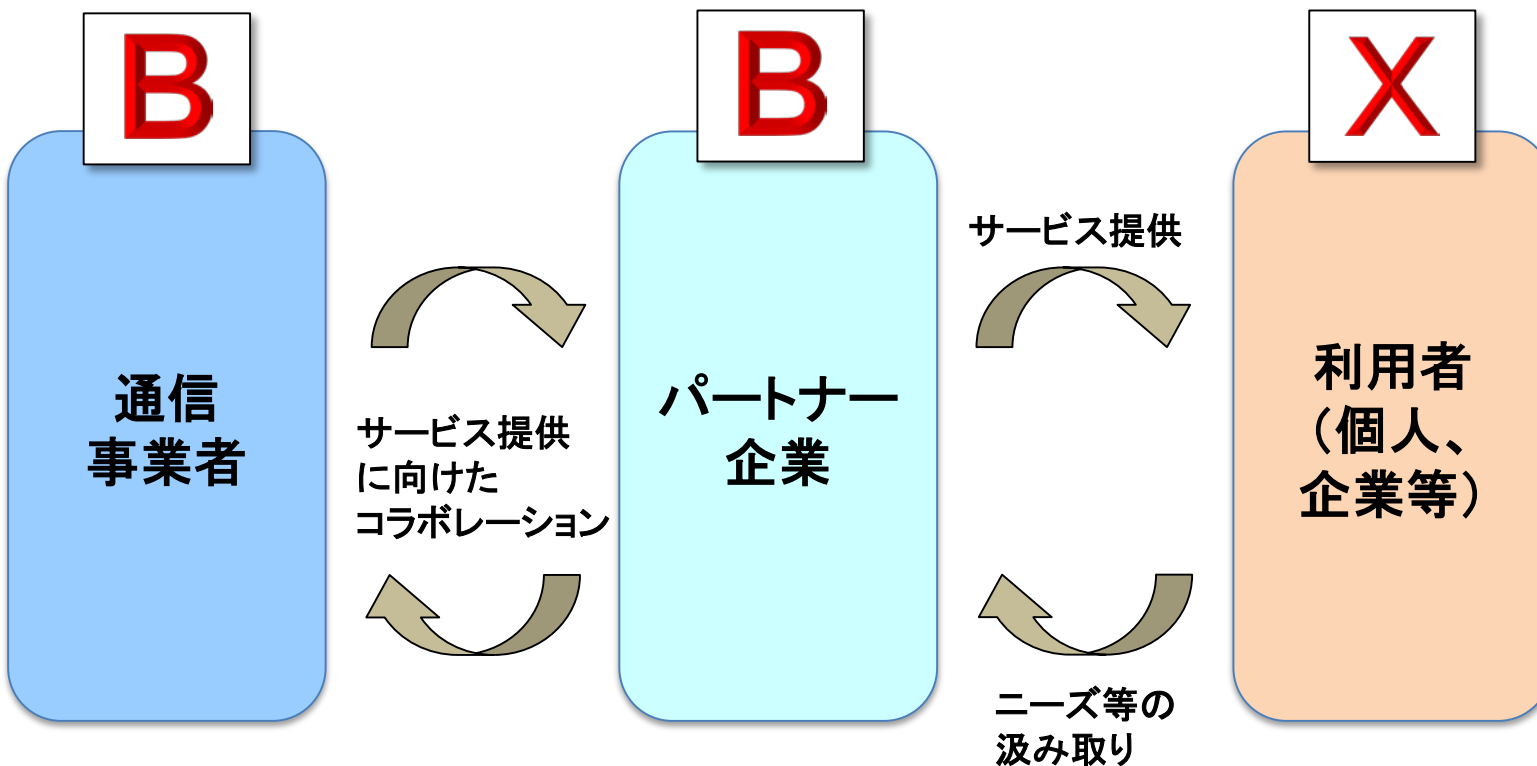 B
通信
事業者
サービス提供
に向けた
コラボレーション
B
パートナー
企業
サービス提供
ニーズ等の
汲み取り
X
利用者
（個人、
企業等）